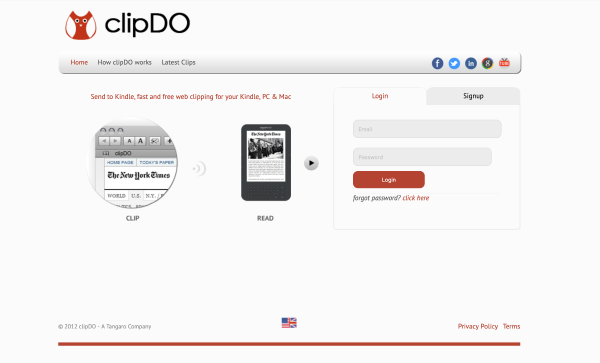 clipDO
Home How clipDO works Latest Clips
Login Signup
Send to Kindle, fast and free web clipping for your Kindle, PC & Mac
Email
Password
Login
forgot password? click here
clipDO
HOME PAGE TODAY'S PAPER
The New York Times
WORLD U.S. N.Y. /
The New York Times
CLIP READ
© 2012 clipDO - A Tangaro Company
Privacy Policy Terms